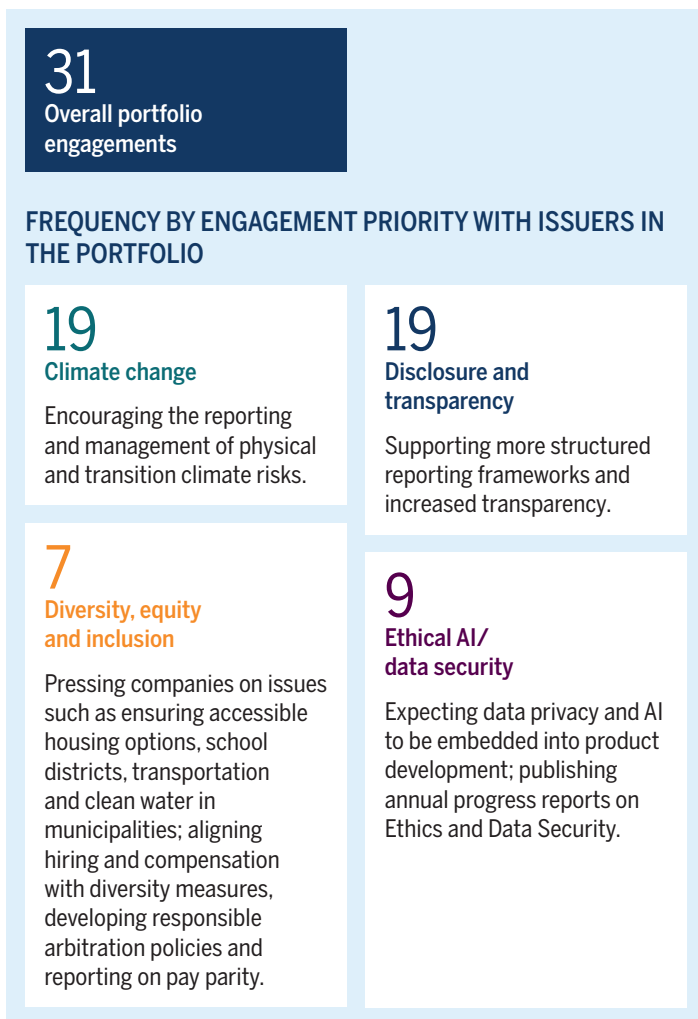 31
Overall portfolio
engagements
FREQUENCY BY ENGAGEMENT PRIORITY WITH ISSUERS IN
THE PORTFOLIO
19
Climate change
Encouraging the reporting
and management of physical
and transition climate risks.
19
Disclosure and
transparency
Supporting more structured
reporting frameworks and
increased transparency.
7
Diversity, equity
and inclusion
Pressing companies on issues
such as ensuring accessible
housing options, school
districts, transportation
and clean water in
municipalities; aligning
hiring and compensation
with diversity measures,
developing responsible
arbitration policies and
reporting on pay parity.
9
Ethical AI/
data security
Expecting data privacy and AI
to be embedded into product
development; publishing
annual progress reports on
Ethics and Data Security.